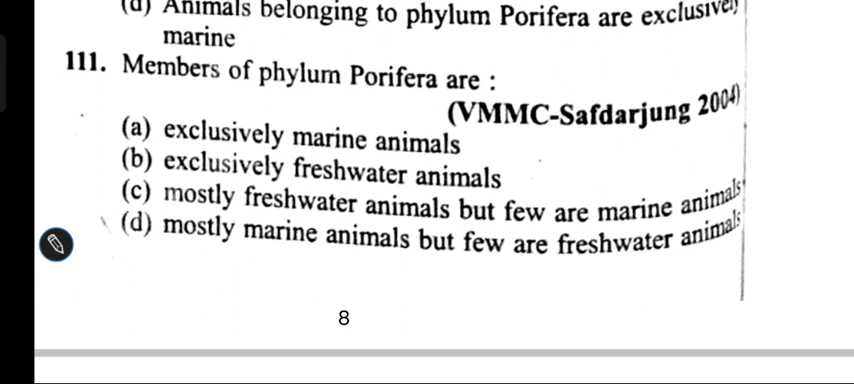 (d) Animals belonging to phylum Porifera are exclusively
marine
111. Members of phylum Porifera are :
(VMMC-Safdarjung 2004)
(a) exclusively marine animals
(b) exclusively freshwater animals
(c) mostly freshwater animals but few are marine animals
(d) mostly marine animals but few are freshwater animals
8